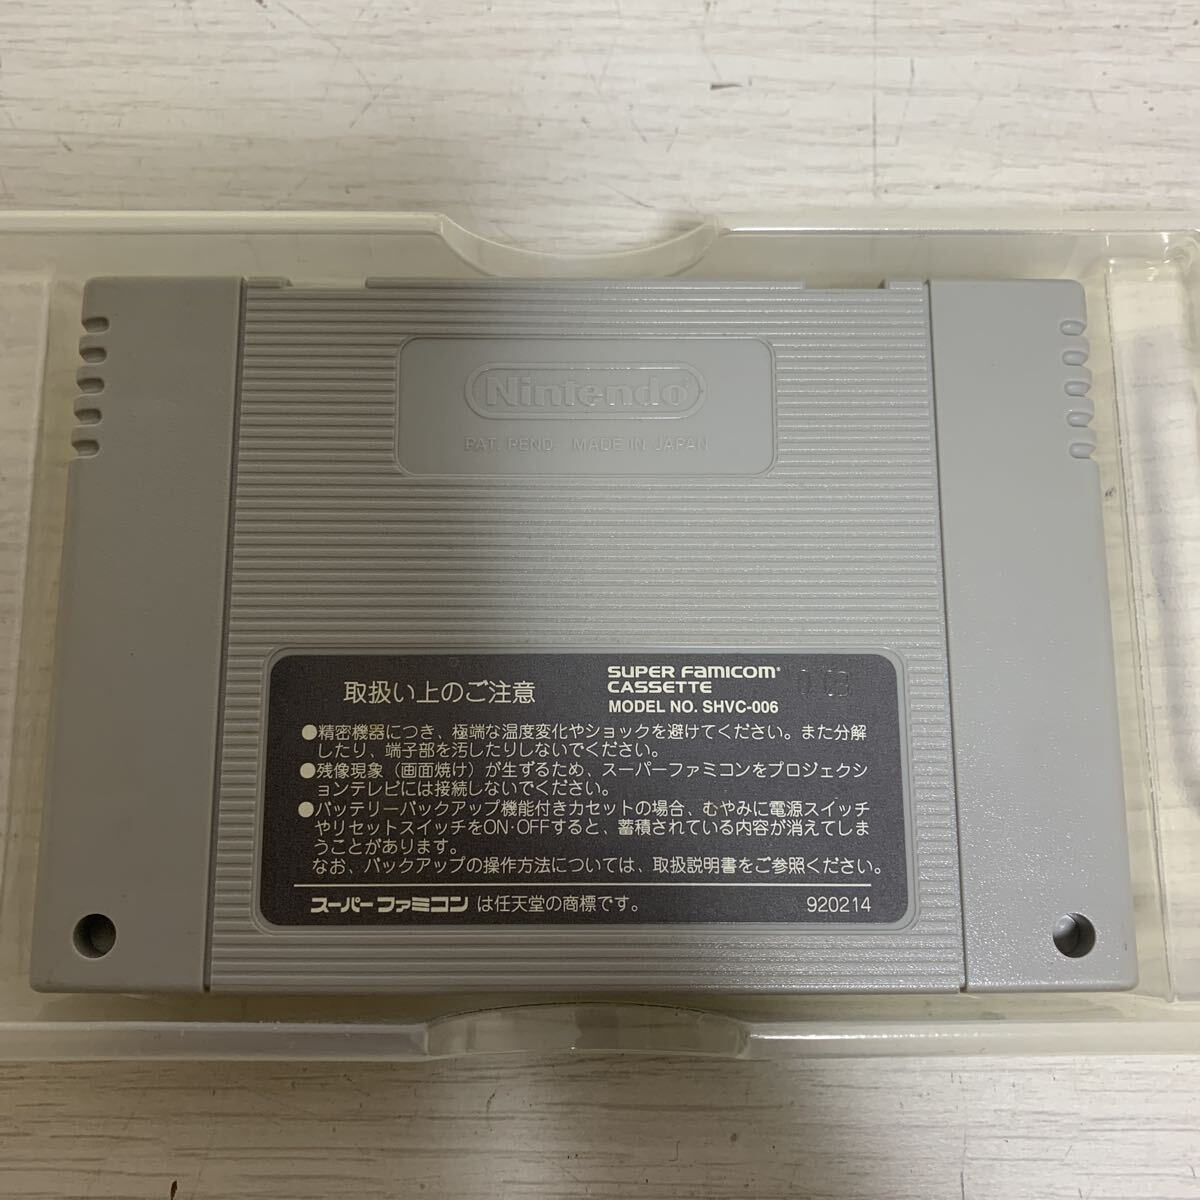 Nintendo
PAT. PEND. MADE IN JAPAN
取扱い上のご注意
SUPER FAMICOM
CASSETTE
MODEL NO. SHVC-006
●精密機器につき、極端な温度変化やショックを避けてください。また分解
したり、端子部を汚したりしないでください。
●残像現象（画面焼け）が生ずるため、スーパーファミコンをプロジェクシ
ョンテレビには接続しないでください。
●バッテリーバックアップ機能付きカセットの場合、むやみに電源スイッチ
やリセットスイッチをON・OFFすると、蓄積されている内容が消えてしま
うことがあります。
なお、バックアップの操作方法については、取扱説明書をご参照ください。
スーパーファミコン は任天堂の商標です。
920214